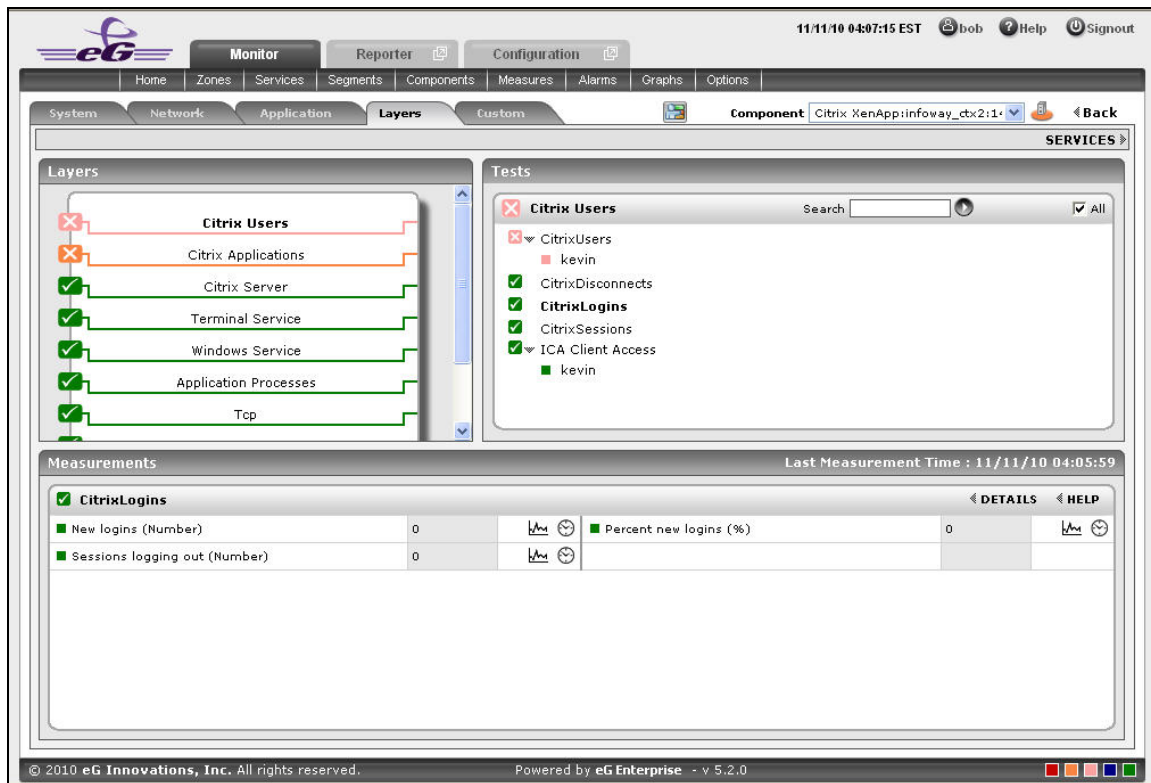 11/11/10 04:07:15 EST bob Help Signout
eG
Monitor Reporter Configuration
Home Zones Services Segments Components Measures Alarms Graphs Options
System Network Application Layers Custom Component Citrix XenApp:infoway_ctx2:14 Back
SERVICES
Layers
Citrix Users
Citrix Applications
Citrix Server
Terminal Service
Windows Service
Application Processes
Tcp
Tests
Citrix Users Search All
CitrixUsers
kevin
CitrixDisconnects
CitrixLogins
CitrixSessions
ICA Client Access
kevin
Measurements Last Measurement Time : 11/11/10 04:05:59
CitrixLogins DETAILS HELP
New logins (Number) 0 Percent new logins (%) 0
Sessions logging out (Number) 0
© 2010 eG Innovations, Inc. All rights reserved. Powered by eG Enterprise - v 5.2.0